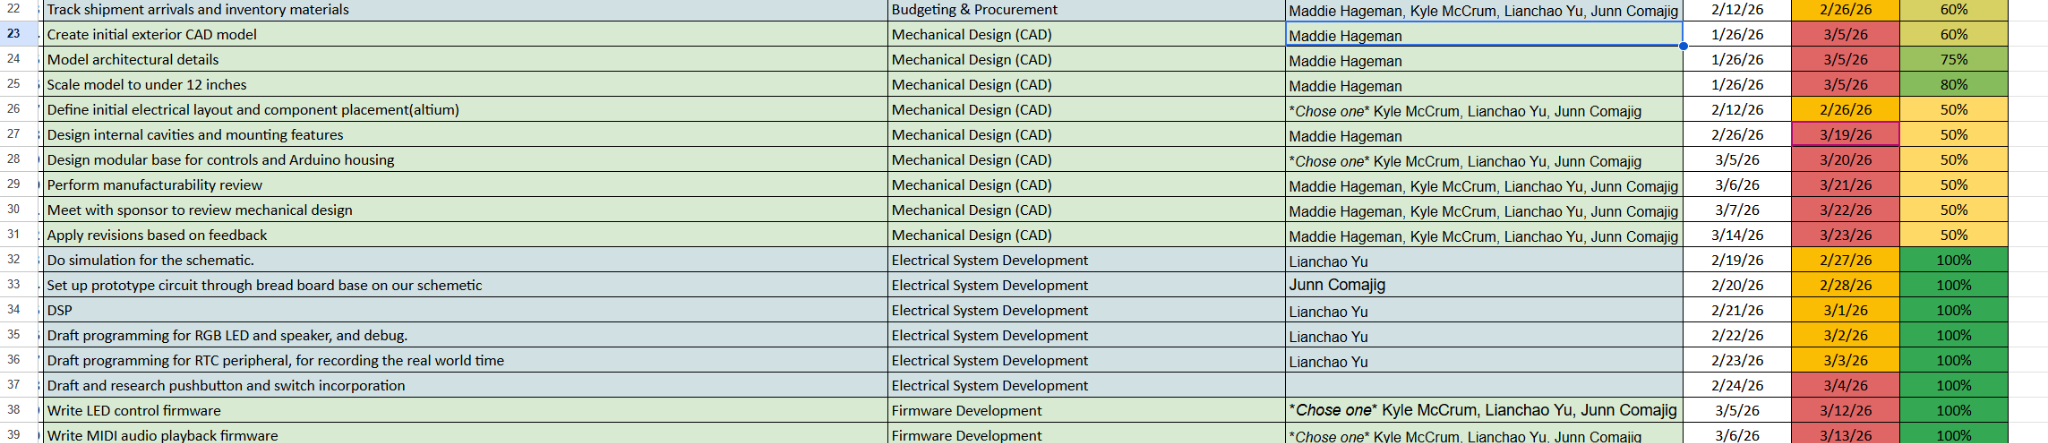 22 Track shipment arrivals and inventory materials Budgeting & Procurement Maddie Hageman, Kyle McCrum, Lianchao Yu, Junn Comajig 2/12/26 2/26/26 60%
23 Create initial exterior CAD model Mechanical Design (CAD) Maddie Hageman 1/26/26 3/5/26 60%
24 Model architectural details Mechanical Design (CAD) Maddie Hageman 1/26/26 3/5/26 75%
25 Scale model to under 12 inches Mechanical Design (CAD) Maddie Hageman 1/26/26 3/5/26 80%
26 Define initial electrical layout and component placement(altium) Mechanical Design (CAD) *Chose one* Kyle McCrum, Lianchao Yu, Junn Comajig 2/12/26 2/26/26 50%
27 Design internal cavities and mounting features Mechanical Design (CAD) Maddie Hageman 2/26/26 3/19/26 50%
28 Design modular base for controls and Arduino housing Mechanical Design (CAD) *Chose one* Kyle McCrum, Lianchao Yu, Junn Comajig 3/5/26 3/20/26 50%
29 Perform manufacturability review Mechanical Design (CAD) Maddie Hageman, Kyle McCrum, Lianchao Yu, Junn Comajig 3/6/26 3/21/26 50%
30 Meet with sponsor to review mechanical design Mechanical Design (CAD) Maddie Hageman, Kyle McCrum, Lianchao Yu, Junn Comajig 3/7/26 3/22/26 50%
31 Apply revisions based on feedback Mechanical Design (CAD) Maddie Hageman, Kyle McCrum, Lianchao Yu, Junn Comajig 3/14/26 3/23/26 50%
32 Do simulation for the schematic. Electrical System Development Lianchao Yu 2/19/26 2/27/26 100%
33 Set up prototype circuit through bread board base on our schemetic Electrical System Development Junn Comajig 2/20/26 2/28/26 100%
34 DSP Electrical System Development Lianchao Yu 2/21/26 3/1/26 100%
35 Draft programming for RGB LED and speaker, and debug. Electrical System Development Lianchao Yu 2/22/26 3/2/26 100%
36 Draft programming for RTC peripheral, for recording the real world time Electrical System Development Lianchao Yu 2/23/26 3/3/26 100%
37 Draft and research pushbutton and switch incorporation Electrical System Development 2/24/26 3/4/26 100%
38 Write LED control firmware Firmware Development *Chose one* Kyle McCrum, Lianchao Yu, Junn Comajig 3/5/26 3/12/26 100%
39 Write MIDI audio playback firmware Firmware Development *Chose one* Kyle McCrum, Lianchao Yu, Junn Comajig 3/6/26 3/13/26 100%